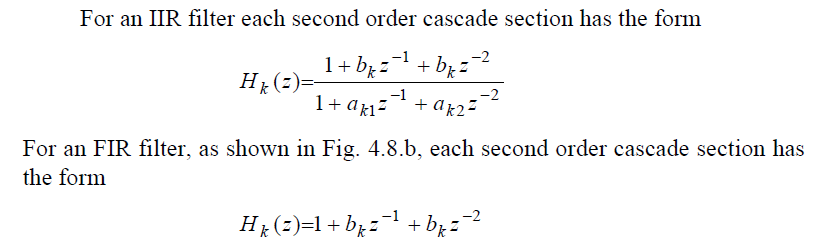 For an IIR filter each second order cascade section has the form
H_k(z)=\frac{1+b_k z^{-1}+b_k z^{-2}}{1+a_{k1} z^{-1}+a_{k2} z^{-2}}
For an FIR filter, as shown in Fig. 4.8.b, each second order cascade section has
the form
H_k(z)=1+b_k z^{-1}+b_k z^{-2}